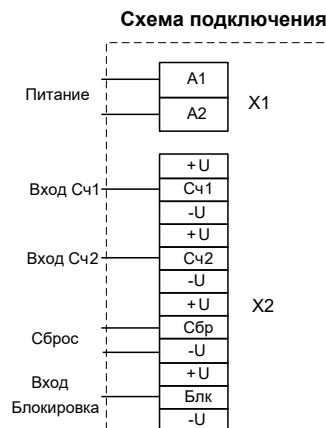 Схема подключения
Питание
A1
A2
X1
+U
Вход Сч1
Сч1
-U
+U
Вход Сч2
Сч2
-U
+U
X2
Сброс
Сбр
-U
+U
Вход
Блокировка
Блк
-U